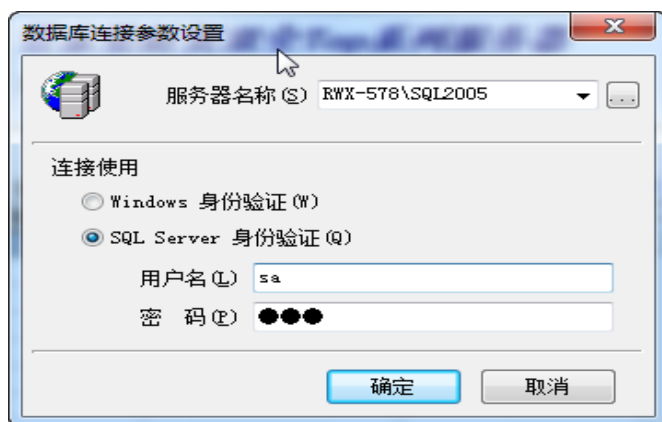 数据库连接参数设置
服务器名称(S) RWX-578\SQL2005
...
连接使用
Windows 身份验证(W)
SQL Server 身份验证(Q)
用户名(L) sa
密 码(P) ●●●
确定 取消